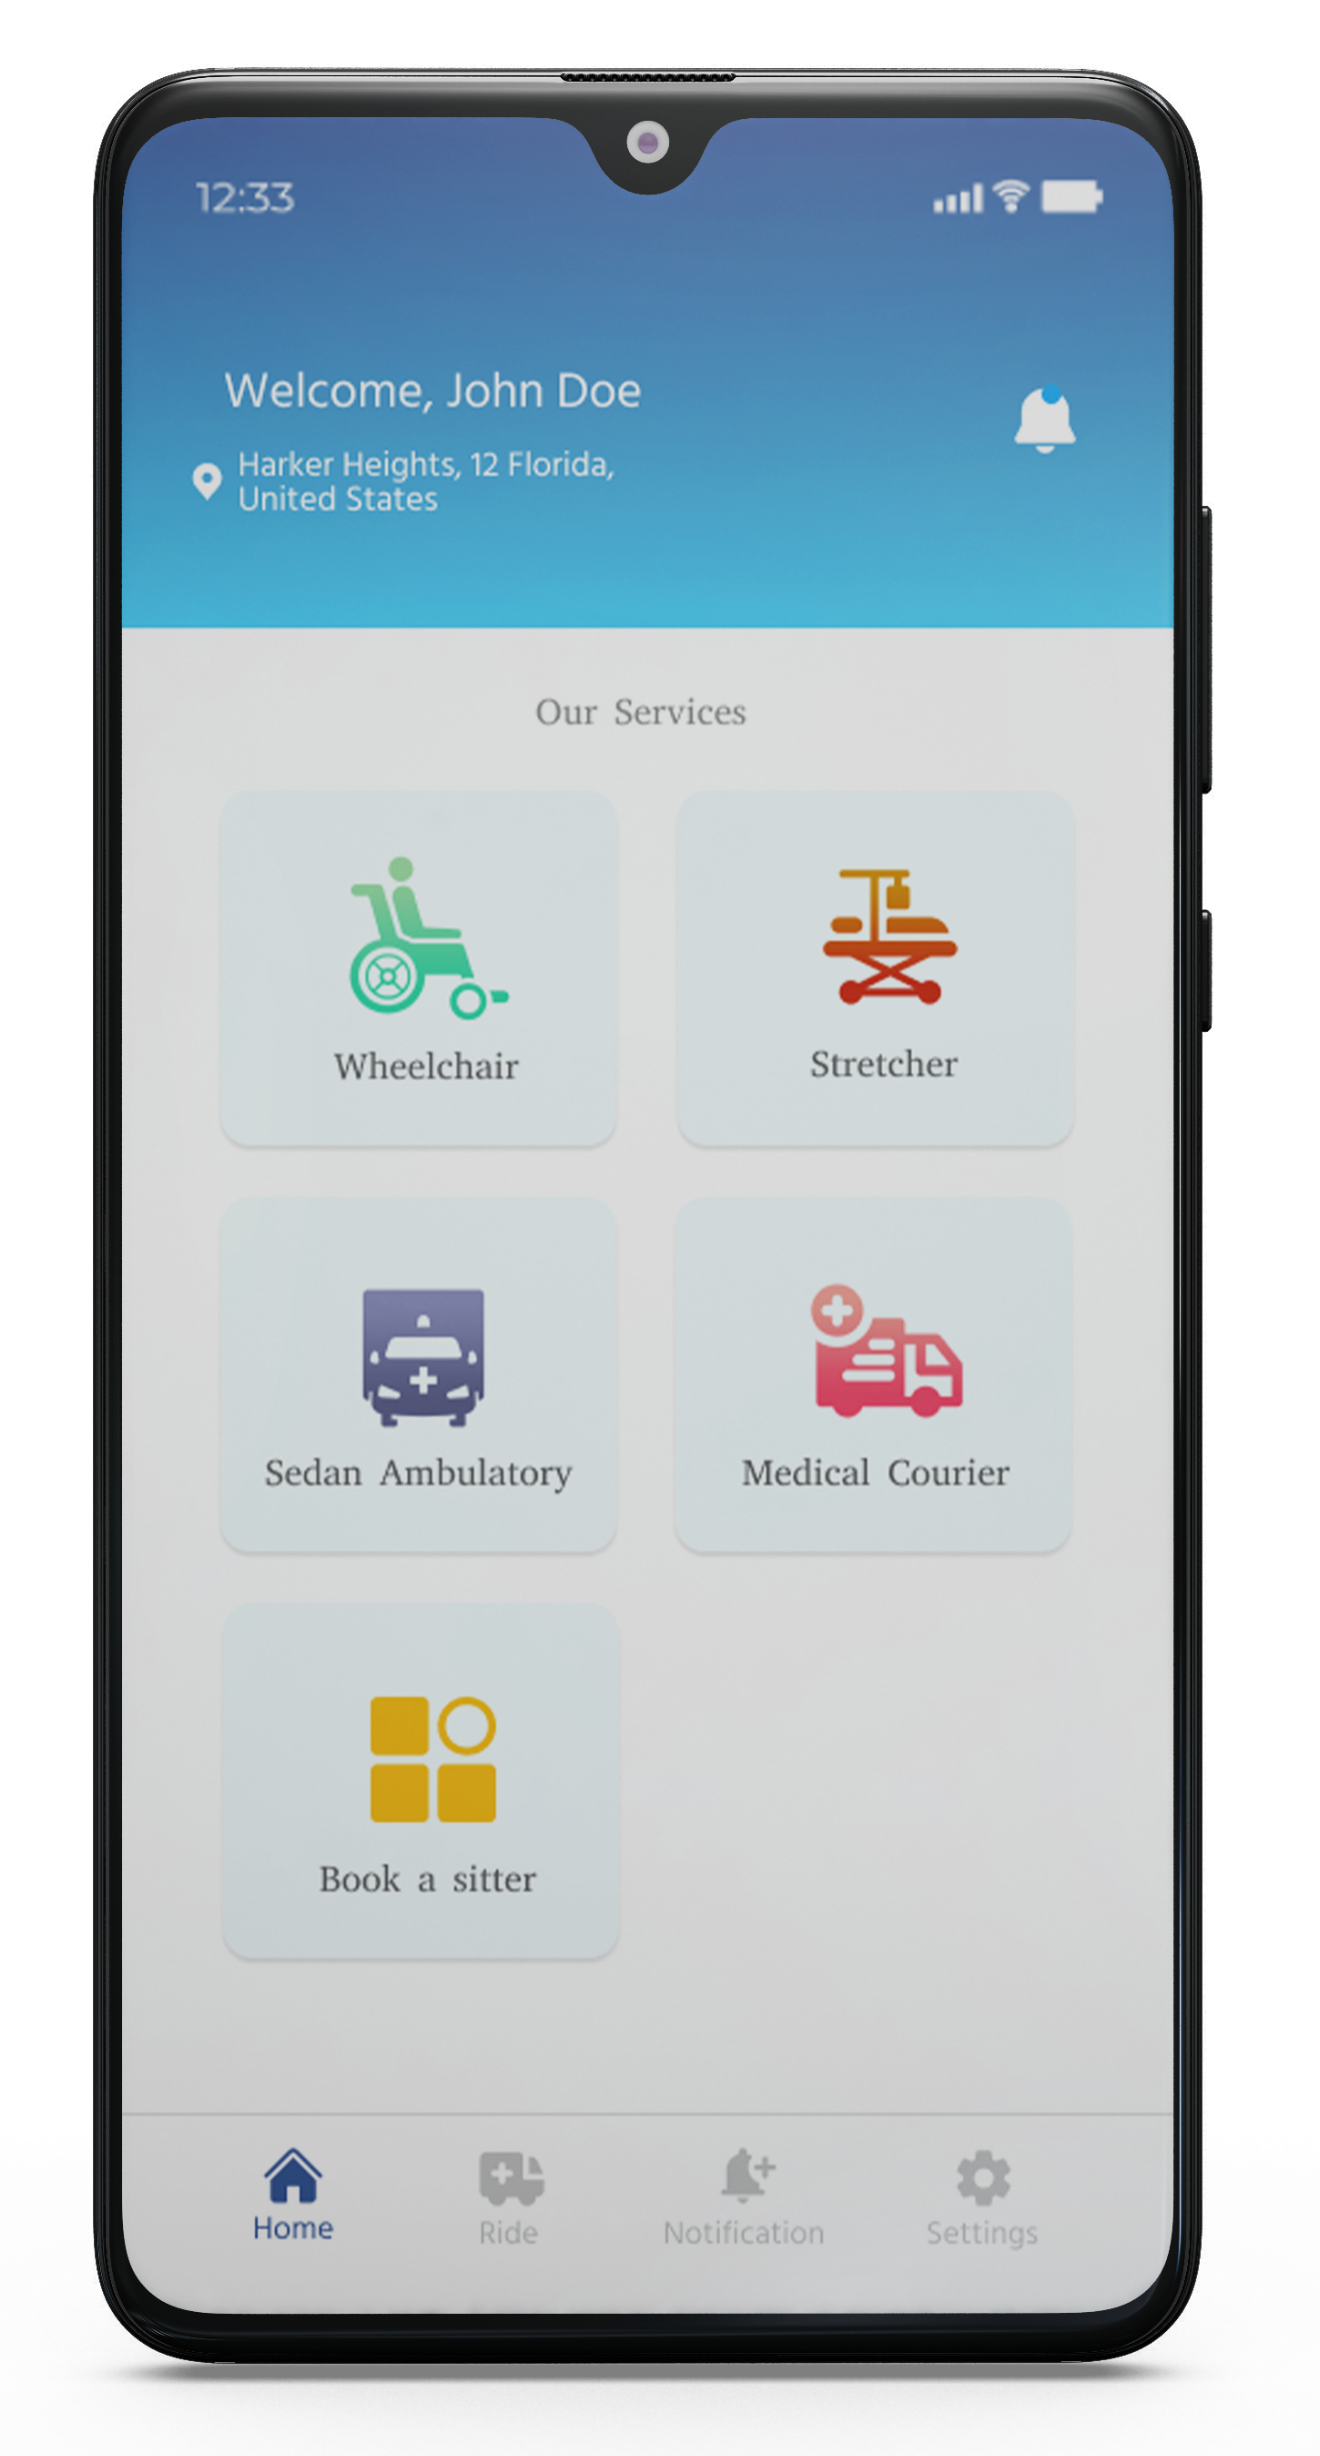 12:33
Welcome, John Doe
Harker Heights, 12 Florida,
United States
Our Services
Wheelchair
Stretcher
Sedan Ambulatory
Medical Courier
Book a sitter
Home
Ride
Notification
Settings